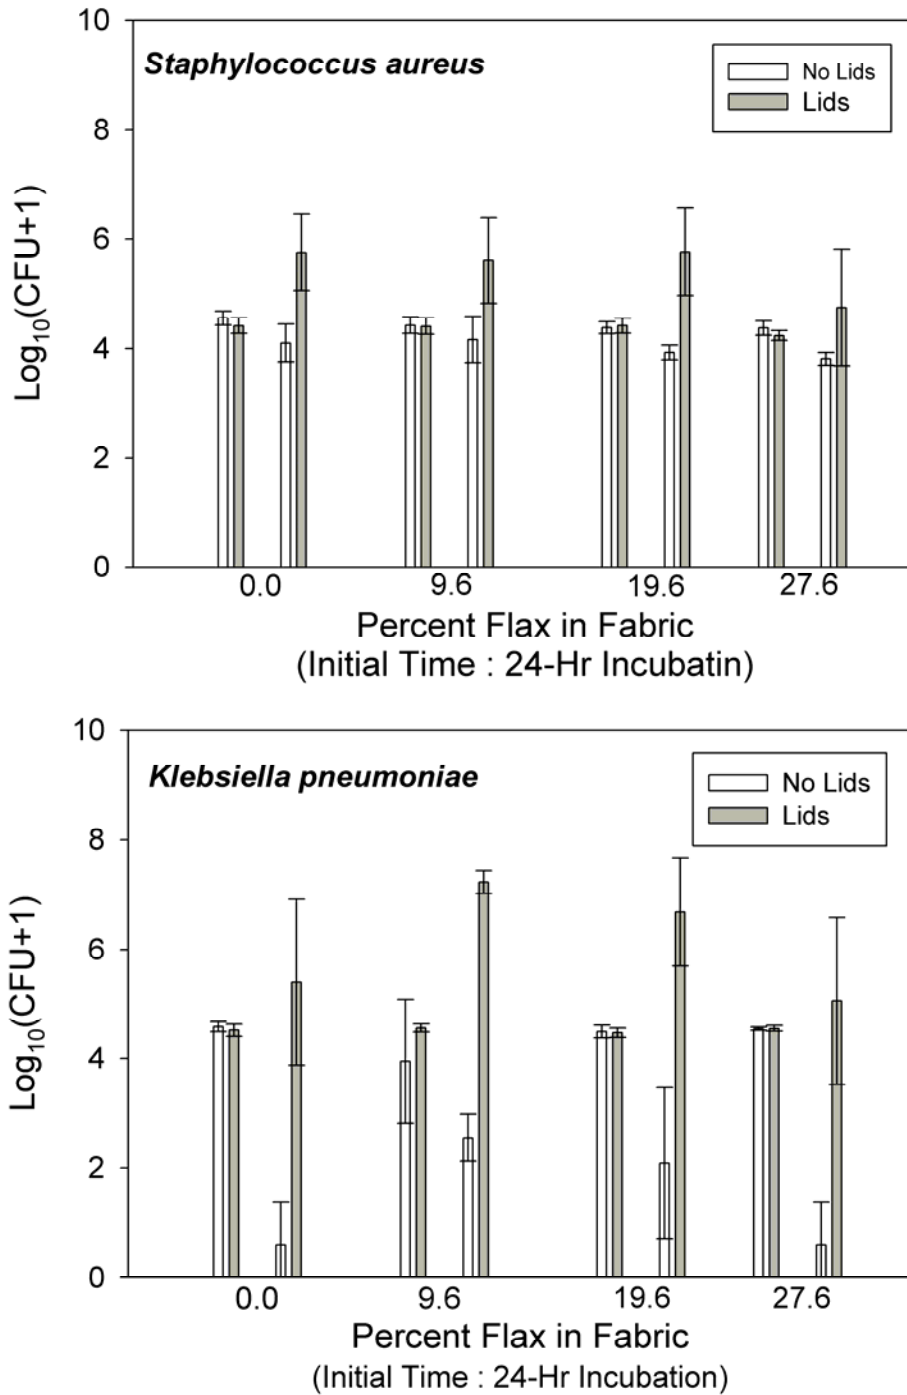 10
Staphylococcus aureus
No Lids
Lids
8
6
4
2
0
Log10(CFU+1)
0.0 9.6 19.6 27.6
Percent Flax in Fabric
(Initial Time : 24-Hr Incubatin)
10
Klebsiella pneumoniae
No Lids
Lids
8
6
4
2
0
Log10(CFU+1)
0.0 9.6 19.6 27.6
Percent Flax in Fabric
(Initial Time : 24-Hr Incubation)